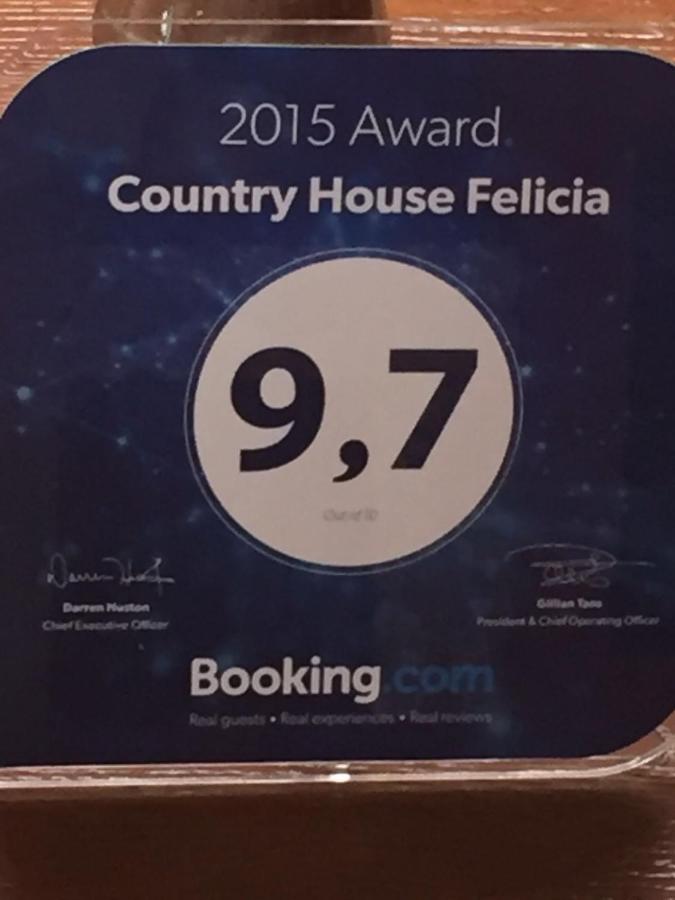 2015 Award
Country House Felicia
9,7
Out of 10
Darren Huston
Chief Executive Officer
Gillian Tans
President & Chief Operating Officer
Booking.com
Real guests • Real experiences • Real reviews